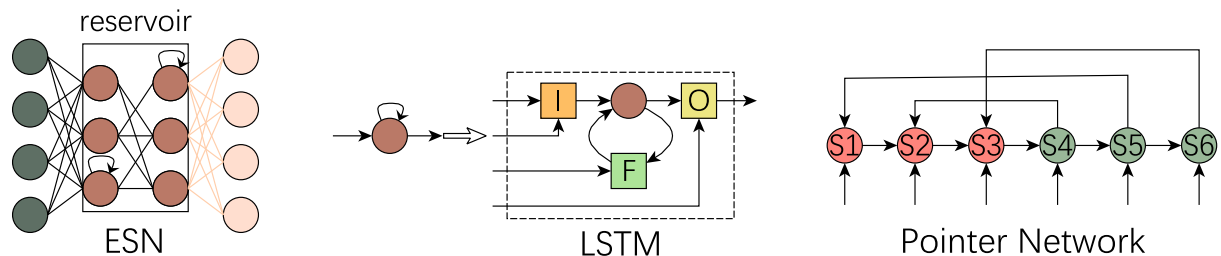 reservoir
ESN
I
O
F
LSTM
S1 S2 S3 S4 S5 S6
Pointer Network